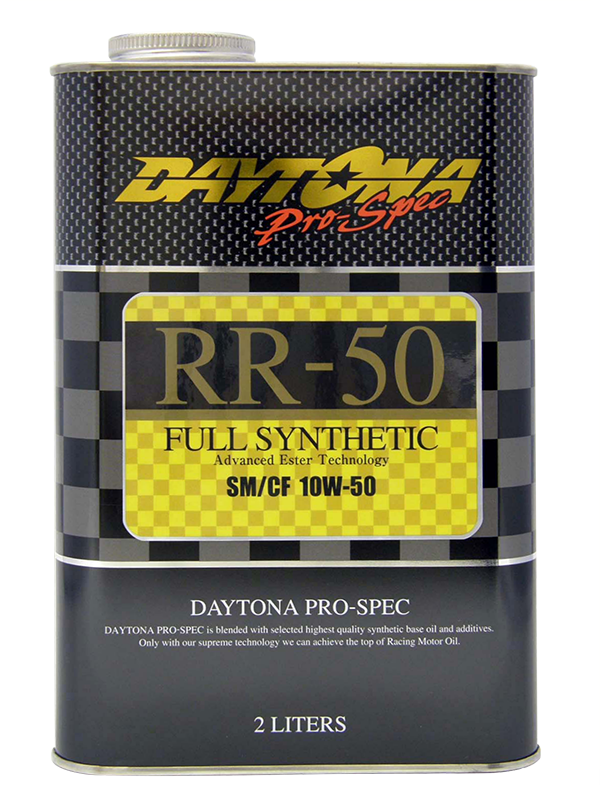 DAYTONA
Pro-Spec
RR-50
FULL SYNTHETIC
Advanced Ester Technology
SM/CF 10W-50
DAYTONA PRO-SPEC
DAYTONA PRO-SPEC is blended with selected highest quality synthetic base oil and additives.
Only with our supreme technology we can achieve the top of Racing Motor Oil.
2 LITERS